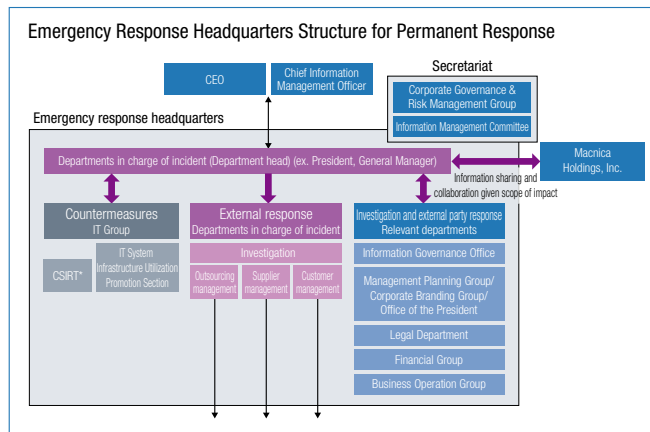 Emergency Response Headquarters Structure for Permanent Response
CEO
Chief Information
Management Officer
Secretariat
Corporate Governance &
Risk Management Group
Information Management Committee
Emergency response headquarters
Departments in charge of incident (Department head) (ex. President, General Manager)
Macnica
Holdings, Inc.
Information sharing and
collaboration given scope of impact
Countermeasures
IT Group
CSIRT*
IT System
Infrastructure Utilization
Promotion Section
External response
Departments in charge of incident
Investigation
Outsourcing
management
Supplier
management
Customer
management
Investigation and external party response
Relevant departments
Information Governance Office
Management Planning Group/
Corporate Branding Group/
Office of the President
Legal Department
Financial Group
Business Operation Group